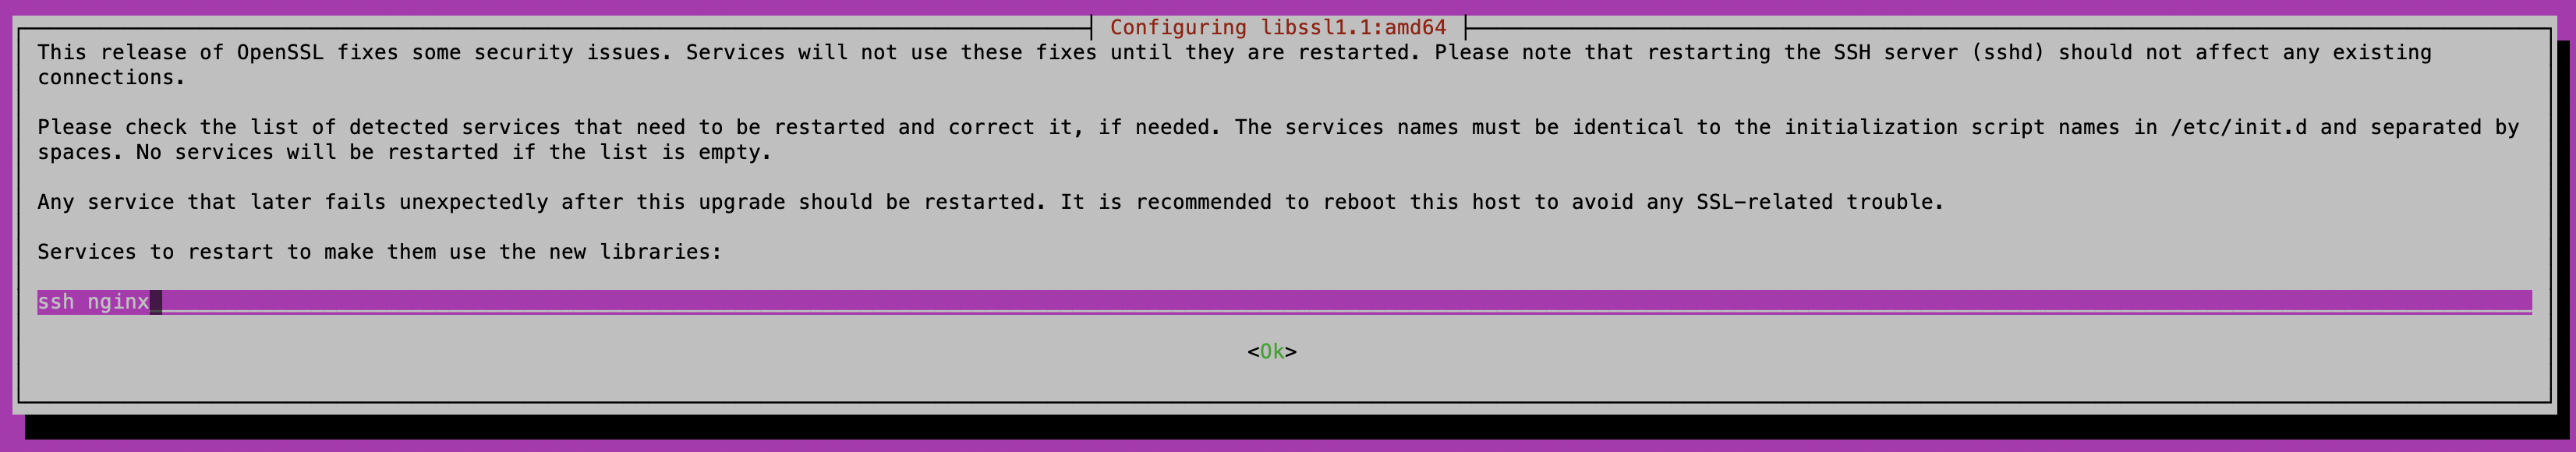 Configuring libssl1.1:amd64
This release of OpenSSL fixes some security issues. Services will not use these fixes until they are restarted. Please note that restarting the SSH server (sshd) should not affect any existing
connections.
Please check the list of detected services that need to be restarted and correct it, if needed. The services names must be identical to the initialization script names in /etc/init.d and separated by
spaces. No services will be restarted if the list is empty.
Any service that later fails unexpectedly after this upgrade should be restarted. It is recommended to reboot this host to avoid any SSL-related trouble.
Services to restart to make them use the new libraries:
ssh nginx
<Ok>